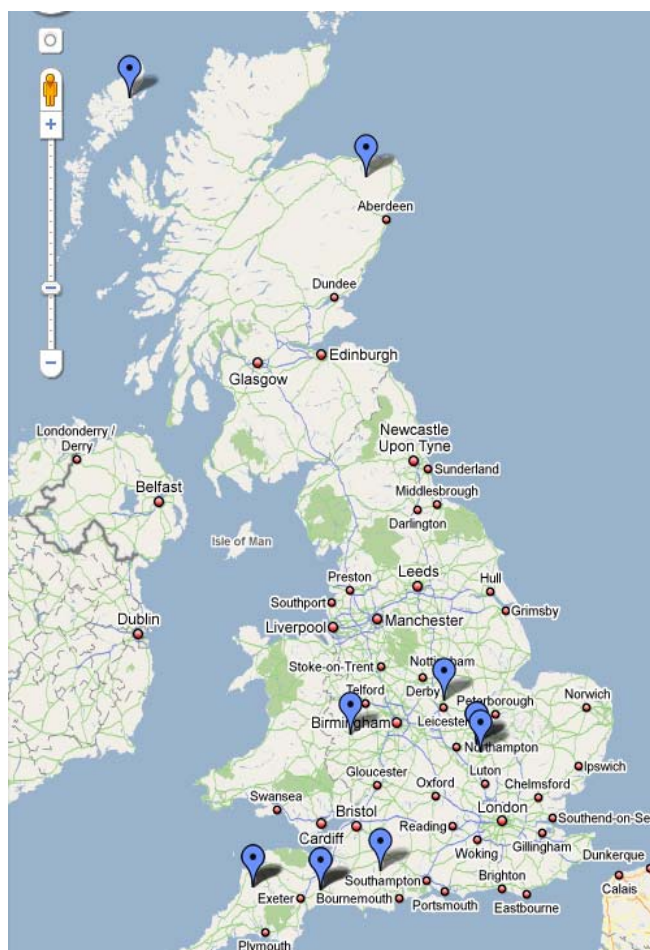 Aberdeen
Dundee
Edinburgh
Glasgow
Londonderry /
Derry
Newcastle
Upon Tyne
Sunderland
Belfast
Middlesbrough
Darlington
Isle of Man
Preston
Leeds
Hull
Southport
Grimsby
Dublin
Liverpool
Manchester
Stoke-on-Trent
Nottingham
Derby
Telford
Peterborough
Norwich
Birmingham
Leicester
Northampton
Ipswich
Gloucester
Oxford
Luton
Chelmsford
Swansea
Bristol
London
Southend-on-Se
Cardiff
Reading
Gillingham
Woking
Dunkerque
Southampton
Brighton
Calais
Exeter
Bournemouth
Portsmouth
Eastbourne
Plymouth